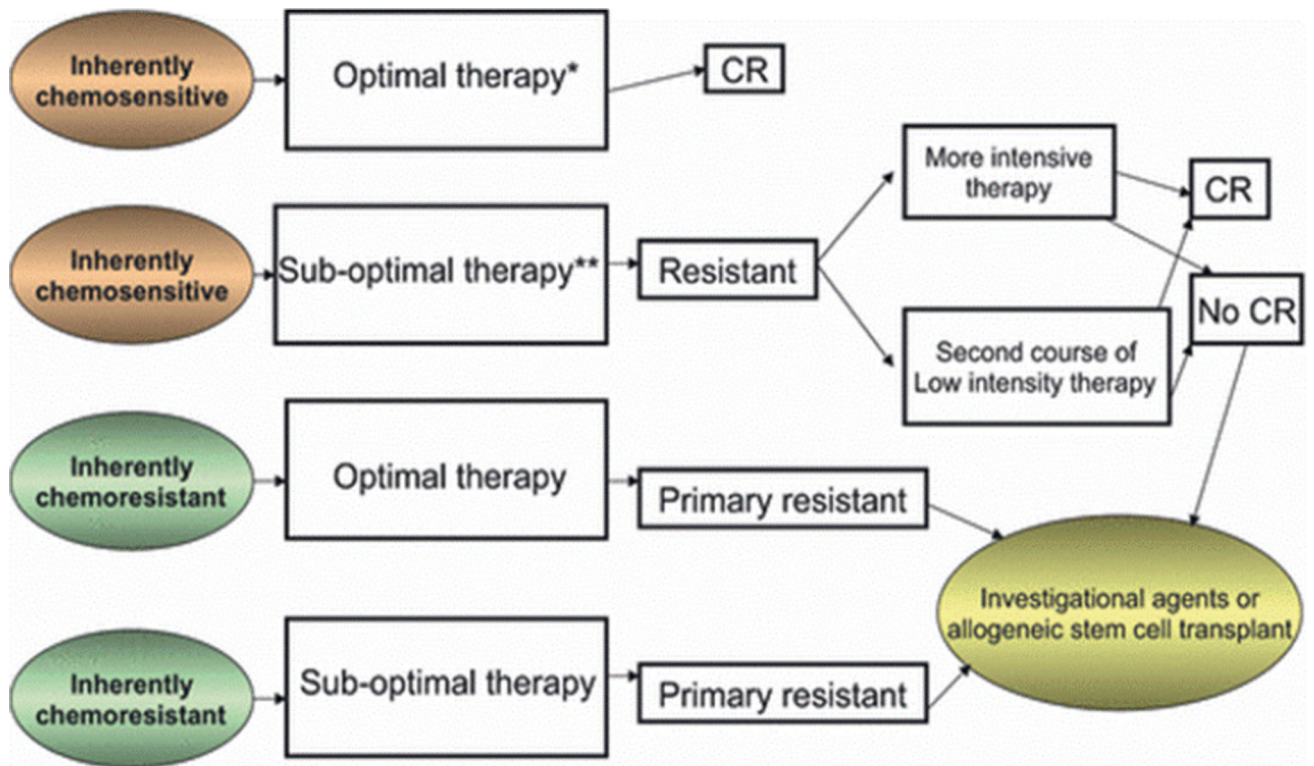 Inherently
chemosensitive
Optimal therapy*
CR
Inherently
chemosensitive
Sub-optimal therapy**
Resistant
More intensive
therapy
CR
Second course of
Low intensity therapy
No CR
Inherently
chemoresistant
Optimal therapy
Primary resistant
Investigational agents or
allogeneic stem cell transplant
Inherently
chemoresistant
Sub-optimal therapy
Primary resistant